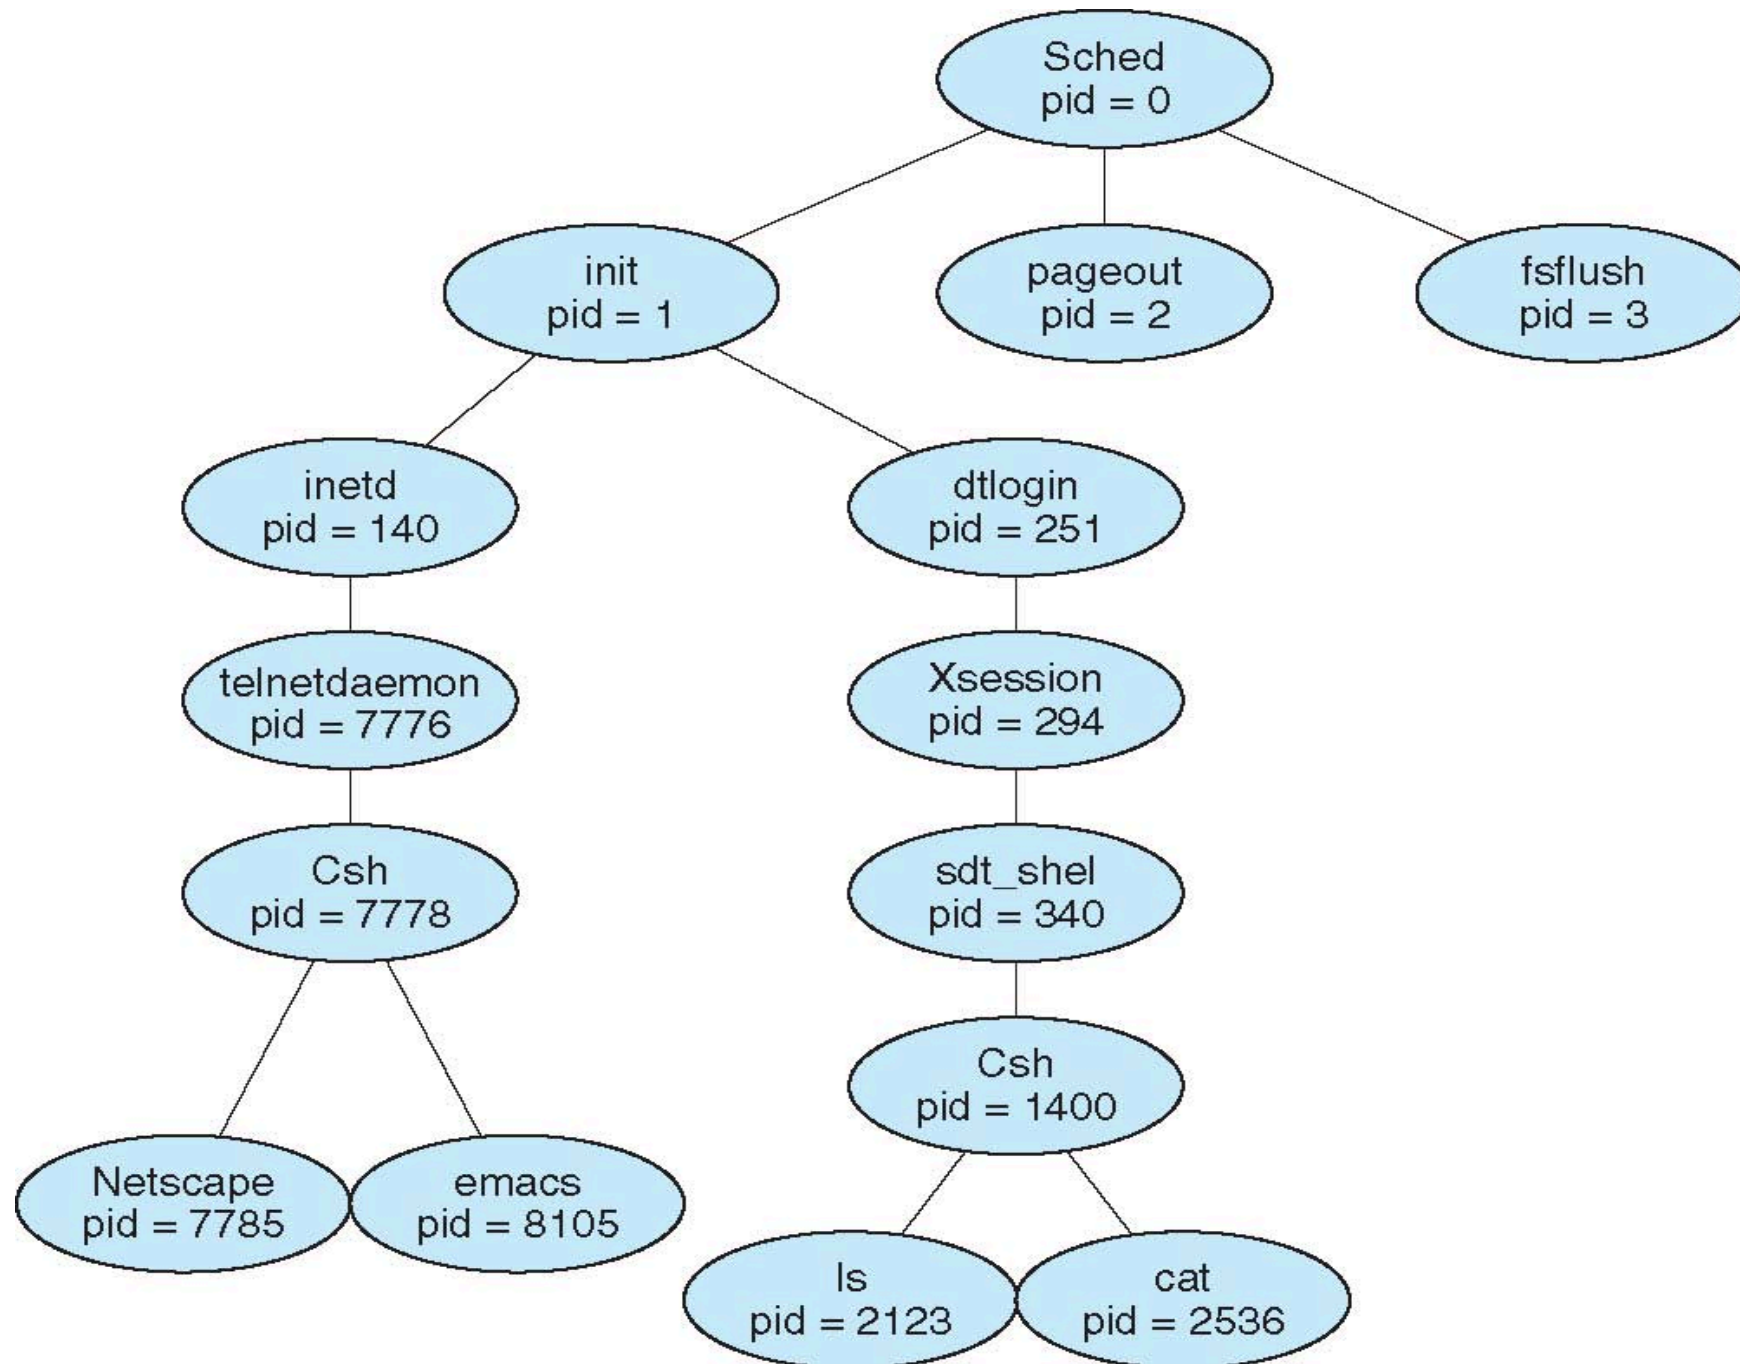 Sched
pid = 0
init
pid = 1
pageout
pid = 2
fsflush
pid = 3
inetd
pid = 140
dtlogin
pid = 251
telnetdaemon
pid = 7776
Xsession
pid = 294
Csh
pid = 7778
sdt_shel
pid = 340
Csh
pid = 1400
Netscape
pid = 7785
emacs
pid = 8105
ls
pid = 2123
cat
pid = 2536